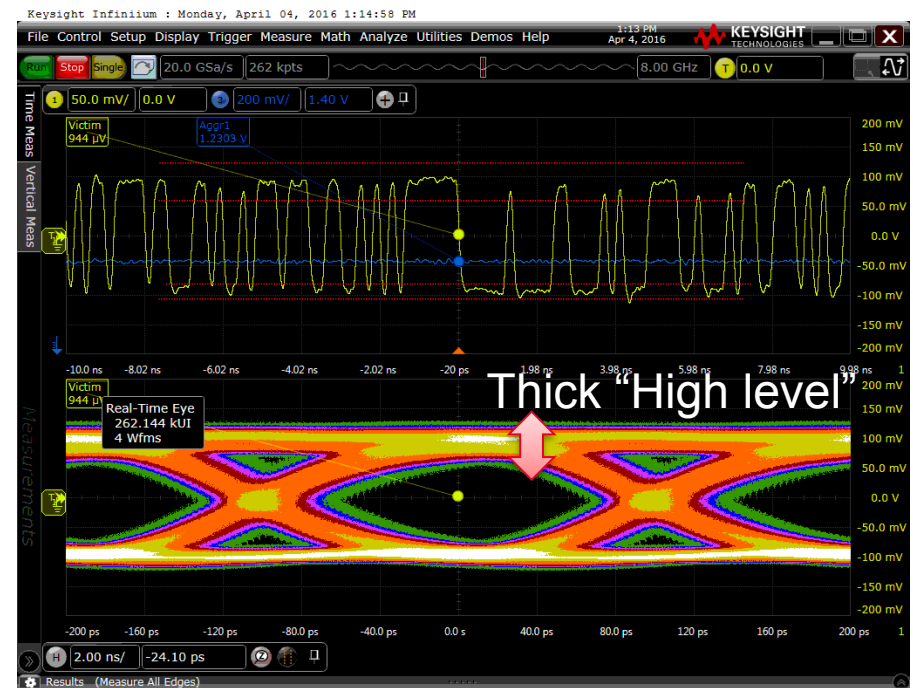 Keysight Infiniium : Monday, April 04, 2016 1:14:58 PM
File Control Setup Display Trigger Measure Math Analyze Utilities Demos Help
1:13 PM
Apr 4, 2016
KEYSIGHT
TECHNOLOGIES
Run Stop Single 20.0 GSa/s 262 kpts 8.00 GHz T 0.0 V
1 50.0 mV/ 0.0 V 3 200 mV/ 1.40 V
Time Meas
Vertical Meas
Measurements
Victim
944 µV
Aggr1
1.2303 V
200 mV
150 mV
100 mV
50.0 mV
0.0 V
-50.0 mV
-100 mV
-150 mV
-200 mV
-10.0 ns -8.02 ns -6.02 ns -4.02 ns -2.02 ns -20 ps 1.98 ns 3.98 ns 5.98 ns 7.98 ns 9.98 ns 1
Thick “High level”
Victim
944 µV
Real-Time Eye
262.144 kUI
4 Wfms
200 mV
150 mV
100 mV
50.0 mV
0.0 V
-50.0 mV
-100 mV
-150 mV
-200 mV
-200 ps -160 ps -120 ps -80.0 ps -40.0 ps 0.0 s 40.0 ps 80.0 ps 120 ps 160 ps 200 ps 1
H 2.00 ns/ -24.10 ps
Results (Measure All Edges)